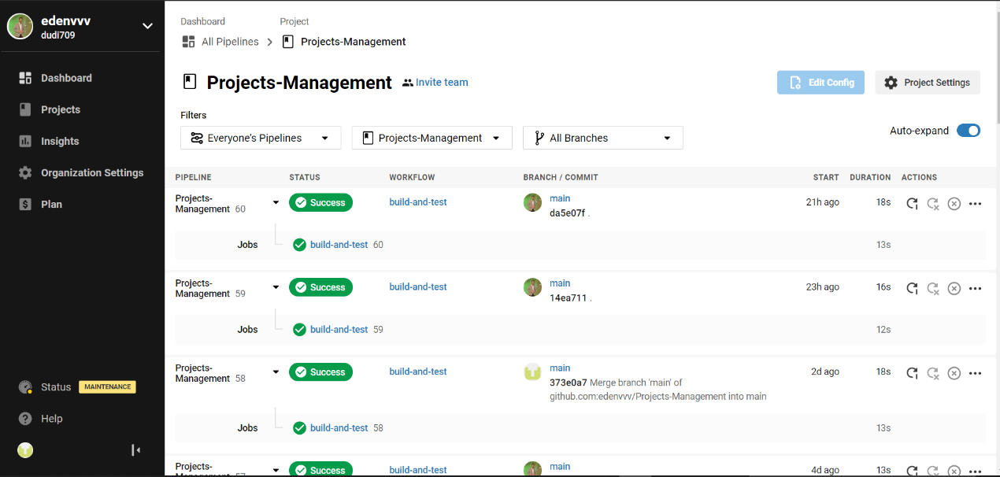 edenvvv
dudi709
Dashboard
Projects
Insights
Organization Settings
Plan
Status MAINTENANCE
Help
Dashboard Project
All Pipelines Projects-Management
Projects-Management Invite team
Edit Config Project Settings
Filters
Everyone's Pipelines Projects-Management All Branches
Auto-expand
PIPELINE STATUS WORKFLOW BRANCH / COMMIT START DURATION ACTIONS
Projects-
Management 60 Success build-and-test main 21h ago 18s
da5e07f .
Jobs build-and-test 60 13s
Projects-
Management 59 Success build-and-test main 23h ago 16s
14ea711 .
Jobs build-and-test 59 12s
Projects-
Management 58 Success build-and-test main 2d ago 18s
373e0a7 Merge branch 'main' of
github.com:edenvvv/Projects-Management into main
Jobs build-and-test 58 13s
Projects-
Management 57 Success build-and-test main 4d ago 13s